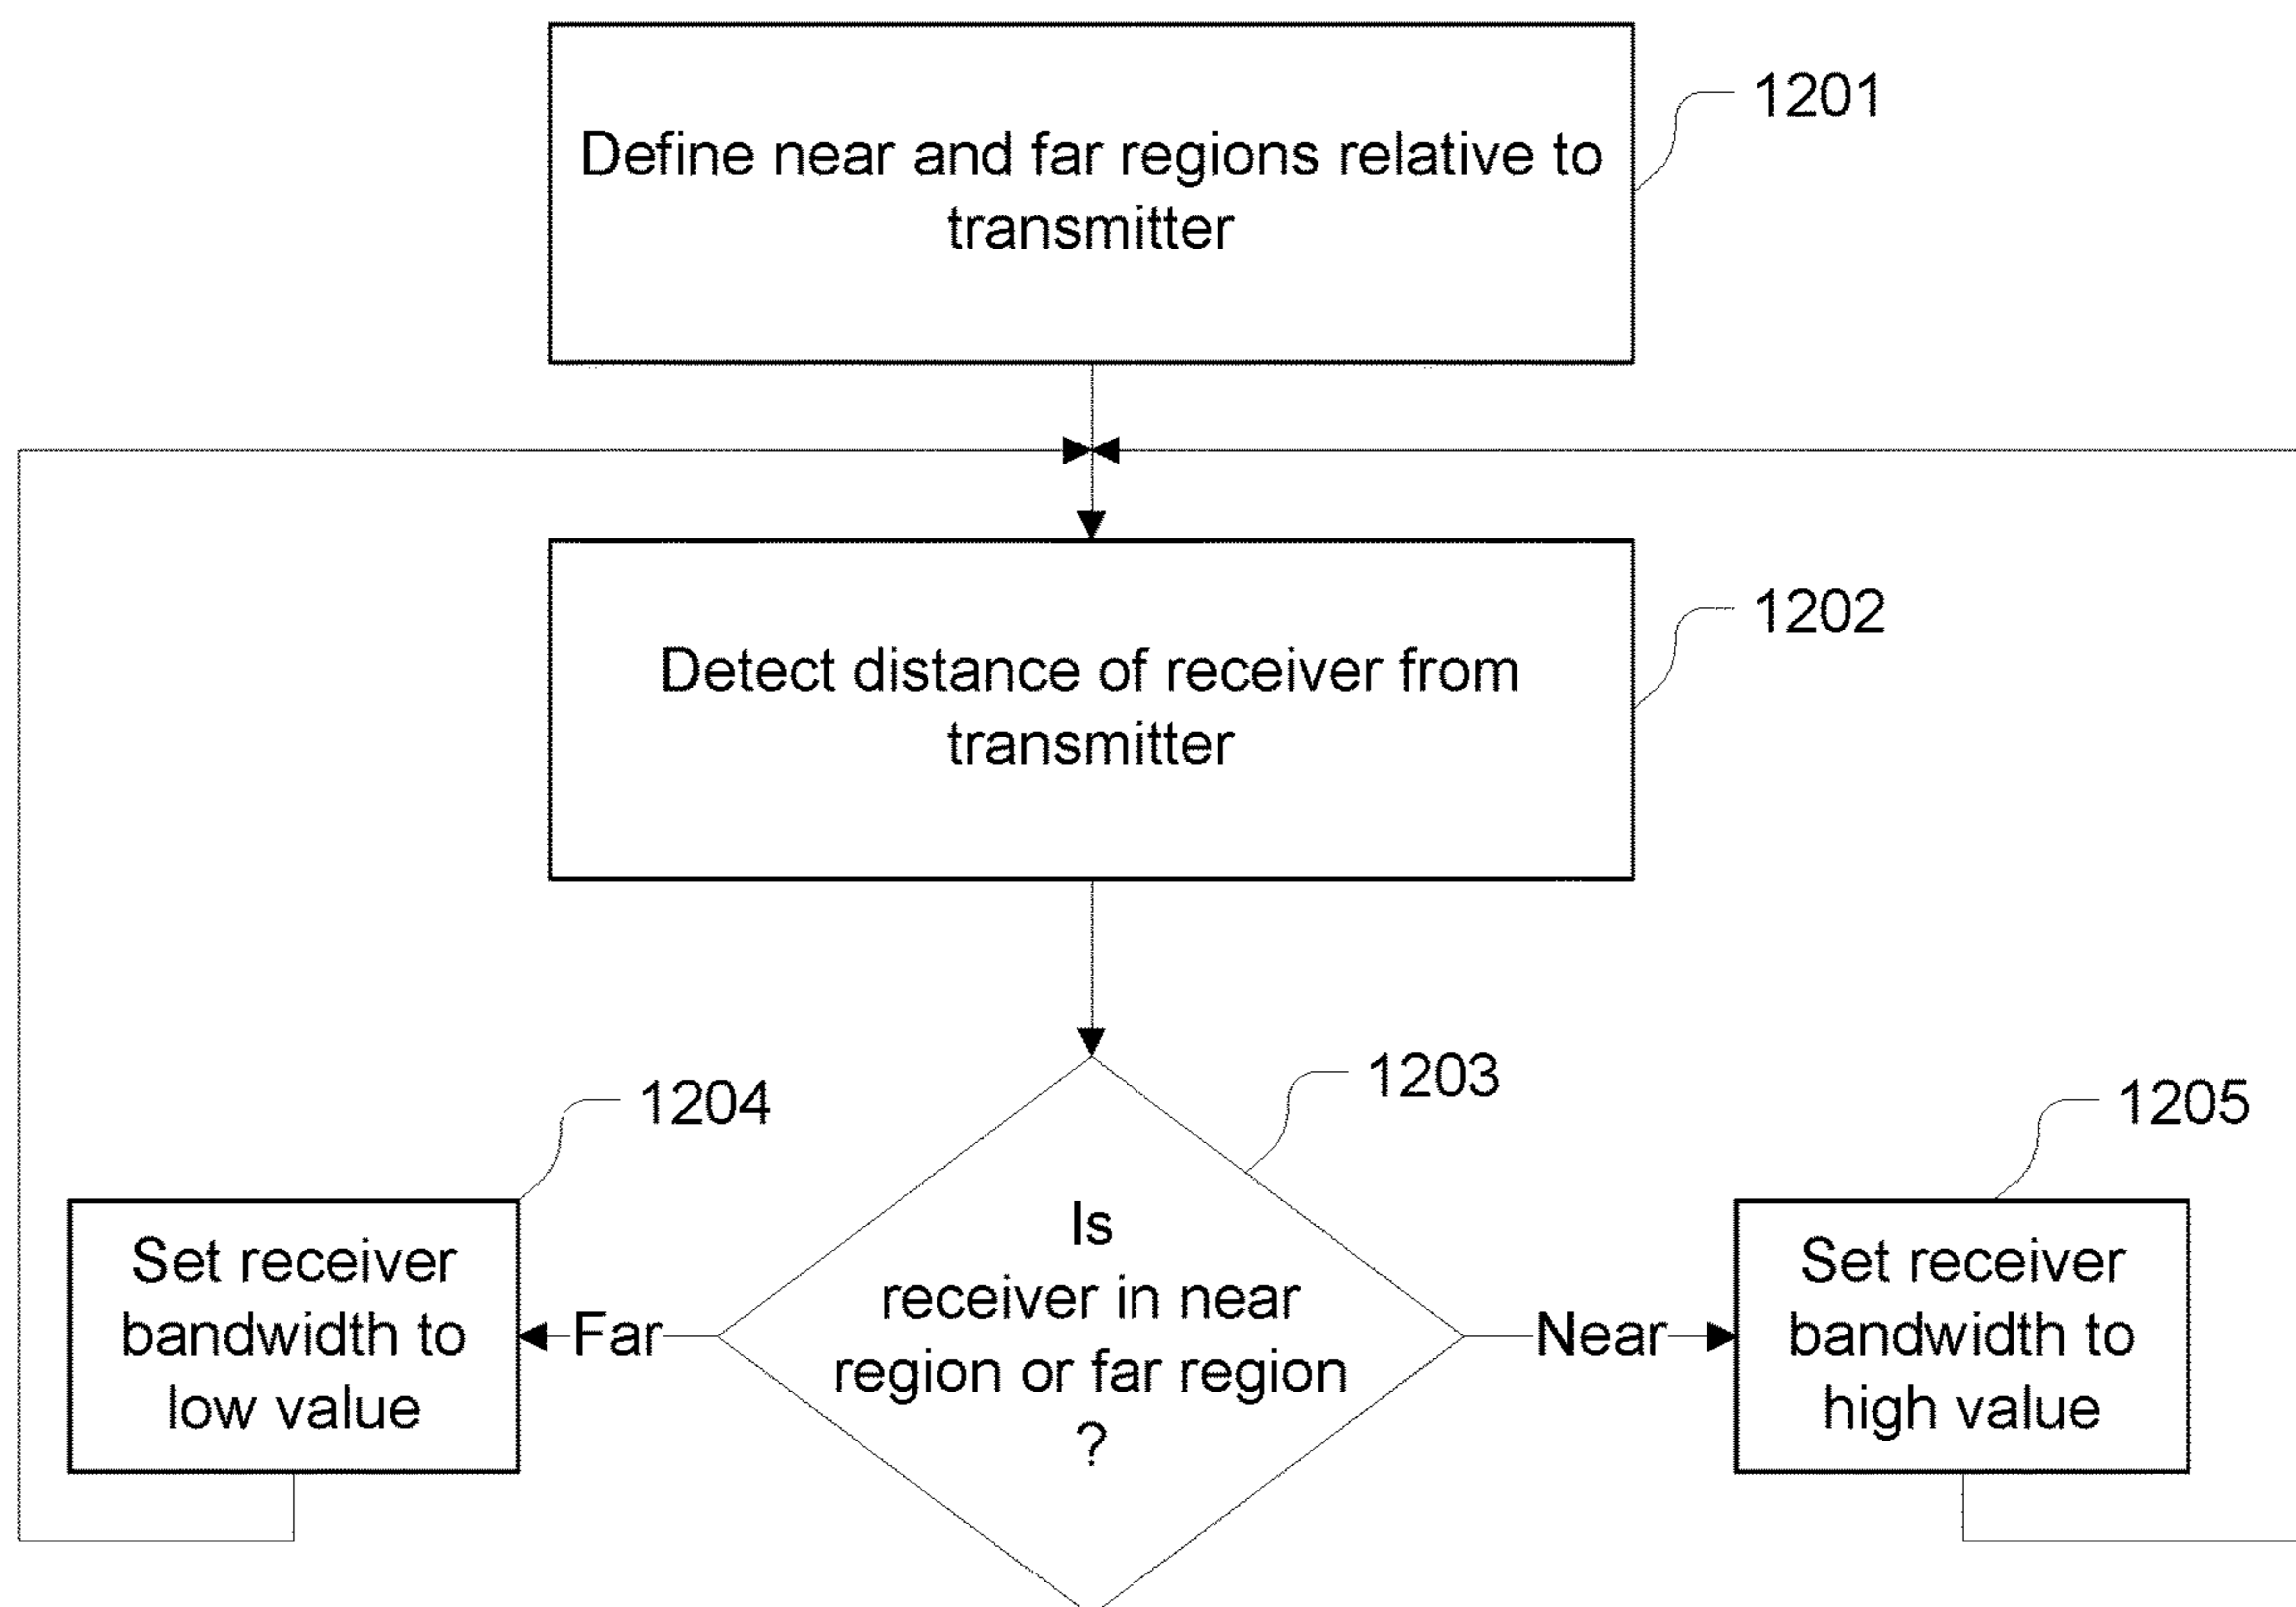 1201
Define near and far regions relative to
transmitter
1202
Detect distance of receiver from
transmitter
1203
1204
1205
Is
receiver in near
region or far region
?
Far
Near
Set receiver
bandwidth to
low value
Set receiver
bandwidth to
high value